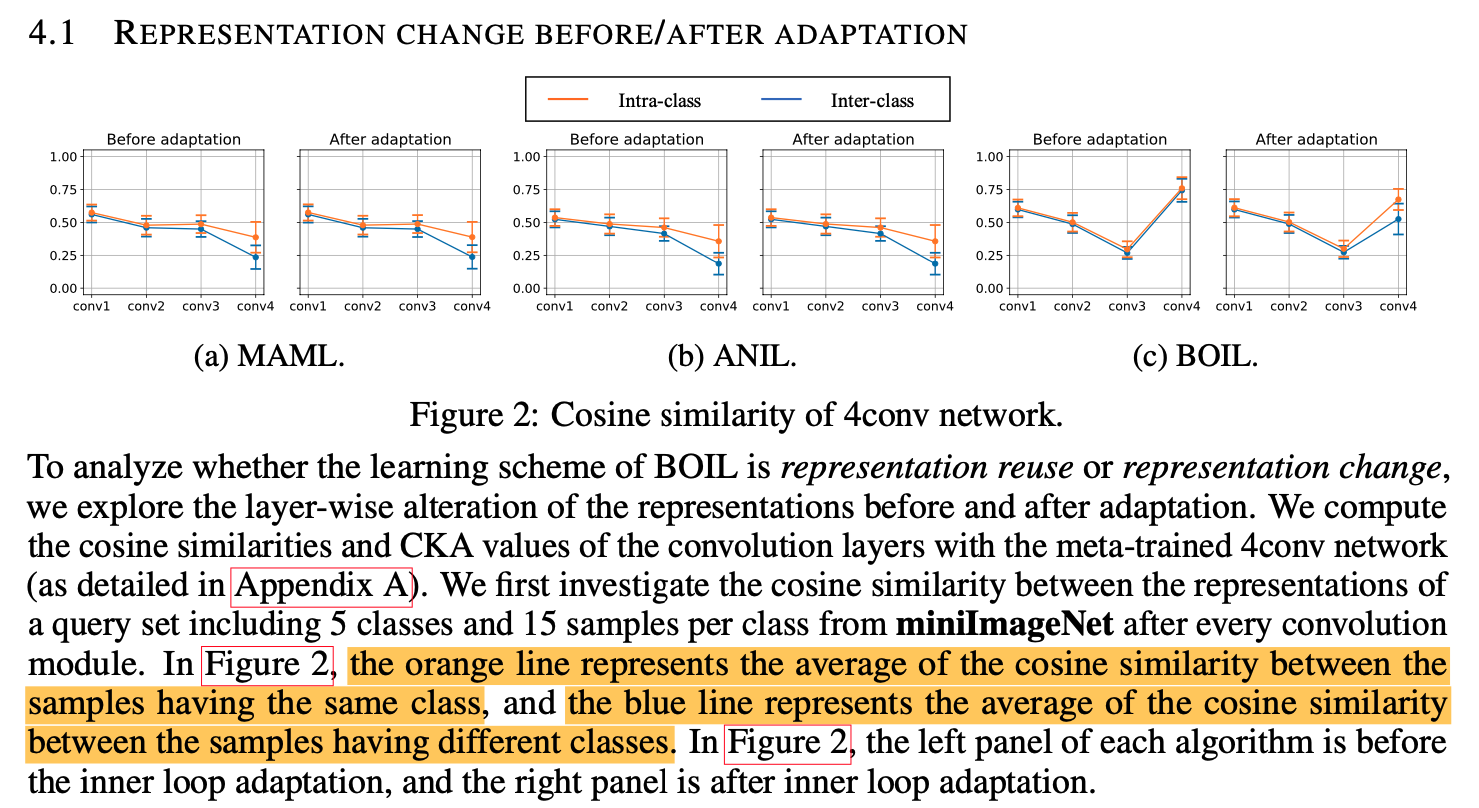 4.1 REPRESENTATION CHANGE BEFORE/AFTER ADAPTATION
Intra-class Inter-class
Before adaptation After adaptation Before adaptation After adaptation Before adaptation After adaptation
1.00 1.00 1.00
0.75 0.75 0.75
0.50 0.50 0.50
0.25 0.25 0.25
0.00 0.00 0.00
conv1 conv2 conv3 conv4 conv1 conv2 conv3 conv4 conv1 conv2 conv3 conv4 conv1 conv2 conv3 conv4 conv1 conv2 conv3 conv4 conv1 conv2 conv3 conv4
(a) MAML. (b) ANIL. (c) BOIL.
Figure 2: Cosine similarity of 4conv network.
To analyze whether the learning scheme of BOIL is representation reuse or representation change,
we explore the layer-wise alteration of the representations before and after adaptation. We compute
the cosine similarities and CKA values of the convolution layers with the meta-trained 4conv network
(as detailed in Appendix A). We first investigate the cosine similarity between the representations of
a query set including 5 classes and 15 samples per class from miniImageNet after every convolution
module. In Figure 2, the orange line represents the average of the cosine similarity between the
samples having the same class, and the blue line represents the average of the cosine similarity
between the samples having different classes. In Figure 2, the left panel of each algorithm is before
the inner loop adaptation, and the right panel is after inner loop adaptation.